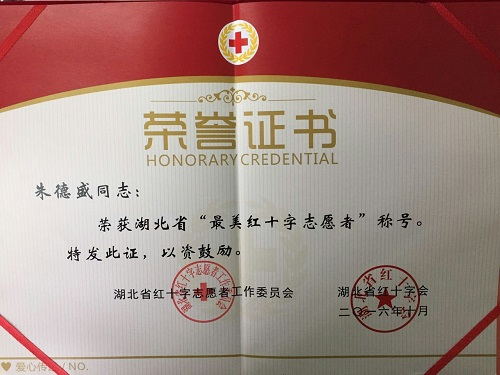 荣誉证书
HONORARY CREDENTIAL
朱德盛同志：
荣获湖北省“最美红十字志愿者”称号。
特发此证，以资鼓励。
湖北省红十字志愿者工作委员会
湖北省红十字会
二〇一六年十月
爱心传 / NO.